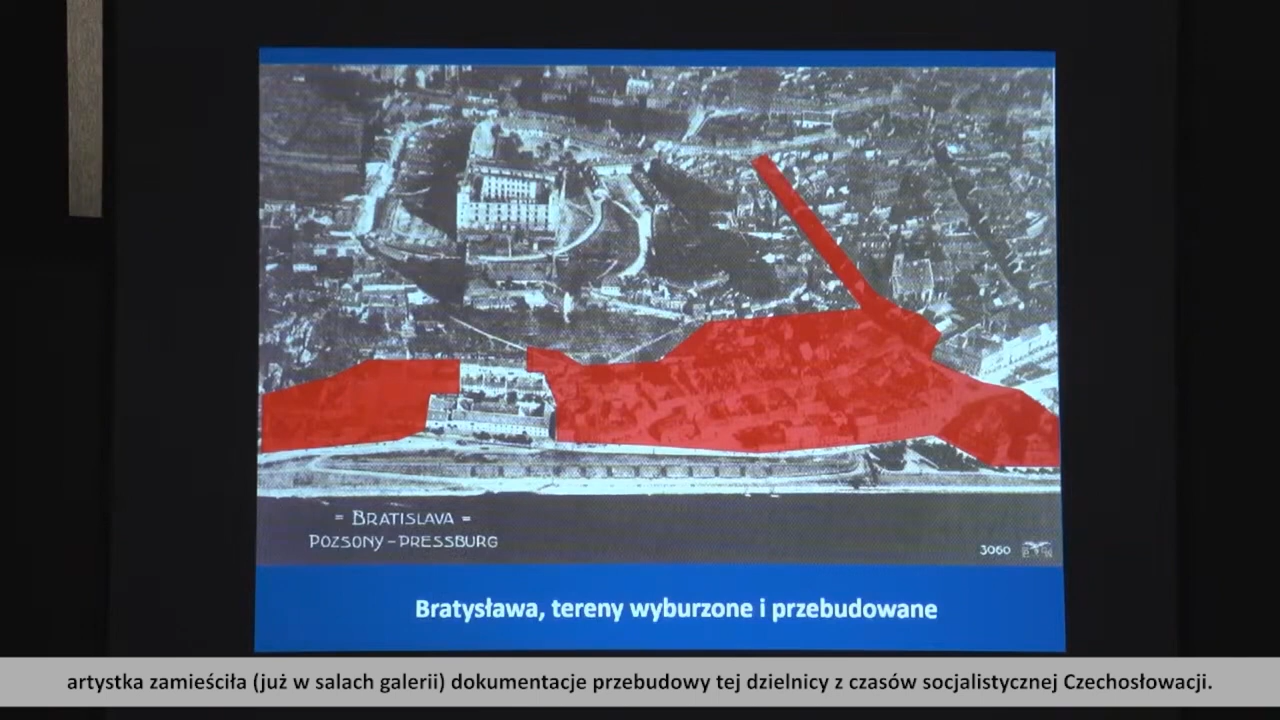 = BRATISLAVA =
POZSONY-PRESSBURG
3060
Bratysława, tereny wyburzone i przebudowane
artystka zamieściła (już w salach galerii) dokumentacje przebudowy tej dzielnicy z czasów socjalistycznej Czechosłowacji.